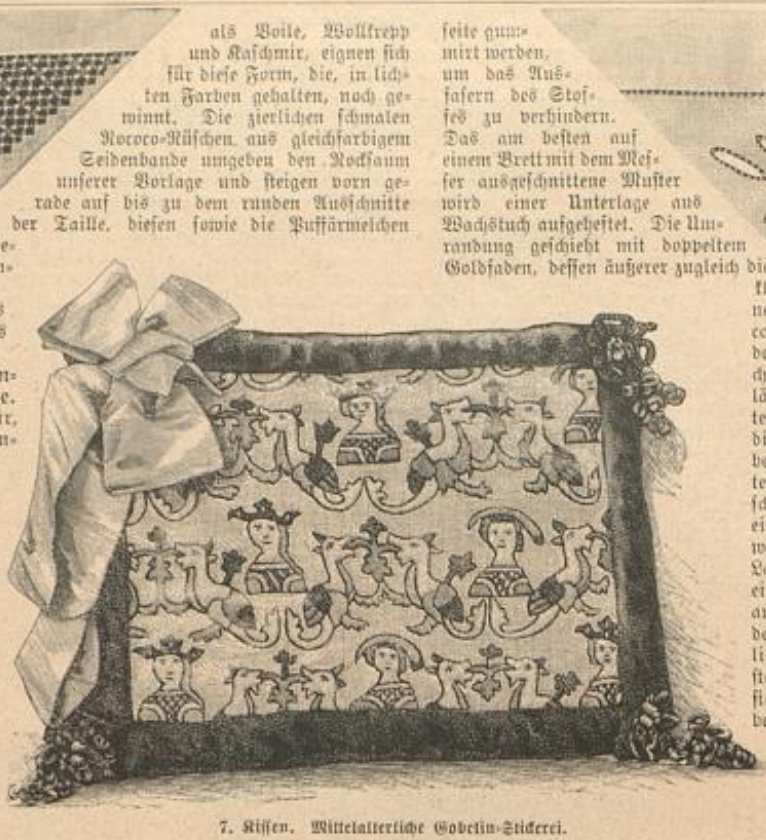 als Voile, Wollkrepp
und Kaschmir, eignen sich
für diese Form, die, in lich-
ten Farben gehalten, noch ge-
winnt. Die zierlichen schmalen
Rococo-Rüschen aus gleichfarbigem
Seidenbande umgeben den Rocksaum
unserer Vorlage und steigen vorn ge-
rade auf bis zu dem runden Ausschnitte
der Taille, diesen sowie die Puffärmelchen
seite gum-
mirt werden,
um das Aus-
fasern des Stof-
fes zu verhindern.
Das am besten auf
einem Brett mit dem Mes-
ser ausgeschnittene Muster
wird einer Unterlage aus
Wachstuch aufgeheftet. Die Um-
randung geschieht mit doppeltem
Goldfaden, dessen äußerer zugleich die
7. Kissen. Mittelalterliche Gobelin-Stickerei.